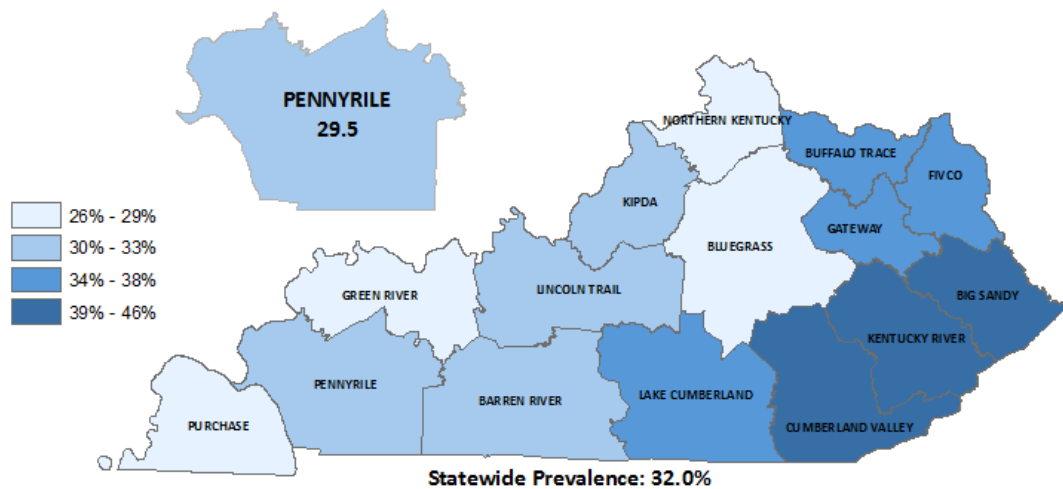 PENNYRILE
29.5
NORTHERN KENTUCKY
BUFFALO TRACE
FIVCO
KIPDA
26% - 29%
30% - 33%
34% - 38%
39% - 46%
GATEWAY
BLUEGRASS
LINCOLN TRAIL
GREEN RIVER
BIG SANDY
KENTUCKY RIVER
PENNYRILE
LAKE CUMBERLAND
BARREN RIVER
PURCHASE
CUMBERLAND VALLEY
Statewide Prevalence: 32.0%